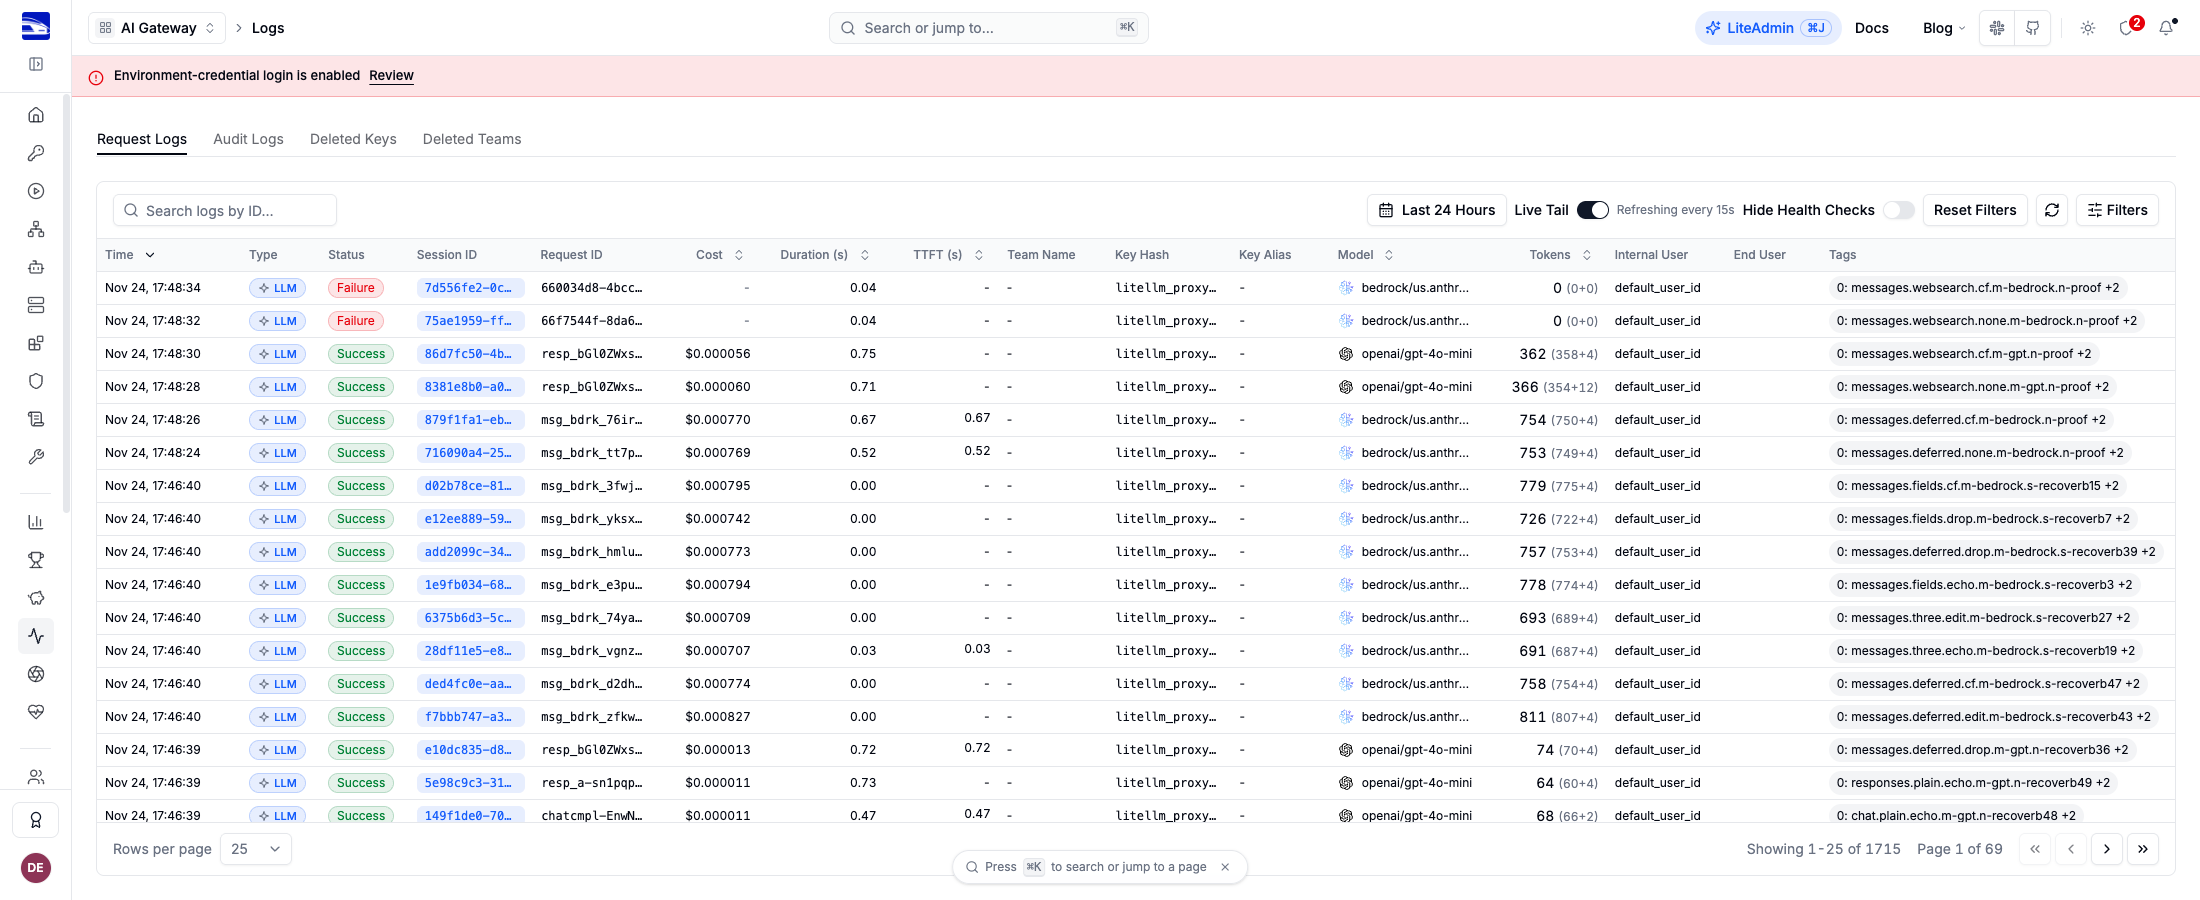 AI Gateway > Logs
Search or jump to... ⌘K
LiteAdmin ⌘J
Docs
Blog
2
Environment-credential login is enabled Review
Request Logs Audit Logs Deleted Keys Deleted Teams
Search logs by ID...
Last 24 Hours Live Tail Refreshing every 15s Hide Health Checks Reset Filters Filters
Time Type Status Session ID Request ID Cost Duration (s) TTFT (s) Team Name Key Hash Key Alias Model Tokens Internal User End User Tags
Nov 24, 17:48:34 LLM Failure 7d556fe2-0c… 660034d8-4bcc… - 0.04 - - litellm_proxy… - bedrock/us.anthr… 0 (0+0) default_user_id 0: messages.websearch.cf.m-bedrock.n-proof +2
Nov 24, 17:48:32 LLM Failure 75ae1959-ff… 66f7544f-8da6… - 0.04 - - litellm_proxy… - bedrock/us.anthr… 0 (0+0) default_user_id 0: messages.websearch.none.m-bedrock.n-proof +2
Nov 24, 17:48:30 LLM Success 86d7fc50-4b… resp_bGl0ZWxs… $0.000056 0.75 - - litellm_proxy… - openai/gpt-4o-mini 362 (358+4) default_user_id 0: messages.websearch.cf.m-gpt.n-proof +2
Nov 24, 17:48:28 LLM Success 8381e8b0-a0… resp_bGl0ZWxs… $0.000060 0.71 - - litellm_proxy… - openai/gpt-4o-mini 366 (354+12) default_user_id 0: messages.websearch.none.m-gpt.n-proof +2
Nov 24, 17:48:26 LLM Success 879f1fa1-eb… msg_bdrk_76ir… $0.000770 0.67 0.67 - litellm_proxy… - bedrock/us.anthr… 754 (750+4) default_user_id 0: messages.deferred.cf.m-bedrock.n-proof +2
Nov 24, 17:48:24 LLM Success 716090a4-25… msg_bdrk_tt7p… $0.000769 0.52 0.52 - litellm_proxy… - bedrock/us.anthr… 753 (749+4) default_user_id 0: messages.deferred.none.m-bedrock.n-proof +2
Nov 24, 17:46:40 LLM Success d02b78ce-81… msg_bdrk_3fwj… $0.000795 0.00 - - litellm_proxy… - bedrock/us.anthr… 779 (775+4) default_user_id 0: messages.fields.cf.m-bedrock.s-recoverb15 +2
Nov 24, 17:46:40 LLM Success e12ee889-59… msg_bdrk_yksx… $0.000742 0.00 - - litellm_proxy… - bedrock/us.anthr… 726 (722+4) default_user_id 0: messages.fields.drop.m-bedrock.s-recoverb7 +2
Nov 24, 17:46:40 LLM Success add2099c-34… msg_bdrk_hmlu… $0.000773 0.00 - - litellm_proxy… - bedrock/us.anthr… 757 (753+4) default_user_id 0: messages.deferred.drop.m-bedrock.s-recoverb39 +2
Nov 24, 17:46:40 LLM Success 1e9fb034-68… msg_bdrk_e3pu… $0.000794 0.00 - - litellm_proxy… - bedrock/us.anthr… 778 (774+4) default_user_id 0: messages.fields.echo.m-bedrock.s-recoverb3 +2
Nov 24, 17:46:40 LLM Success 6375b6d3-5c… msg_bdrk_74ya… $0.000709 0.00 - - litellm_proxy… - bedrock/us.anthr… 693 (689+4) default_user_id 0: messages.three.edit.m-bedrock.s-recoverb27 +2
Nov 24, 17:46:40 LLM Success 28df11e5-e8… msg_bdrk_vgnz… $0.000707 0.03 0.03 - litellm_proxy… - bedrock/us.anthr… 691 (687+4) default_user_id 0: messages.three.echo.m-bedrock.s-recoverb19 +2
Nov 24, 17:46:40 LLM Success ded4fc0e-aa… msg_bdrk_d2dh… $0.000774 0.00 - - litellm_proxy… - bedrock/us.anthr… 758 (754+4) default_user_id 0: messages.deferred.cf.m-bedrock.s-recoverb47 +2
Nov 24, 17:46:40 LLM Success f7bbb747-a3… msg_bdrk_zfkw… $0.000827 0.00 - - litellm_proxy… - bedrock/us.anthr… 811 (807+4) default_user_id 0: messages.deferred.edit.m-bedrock.s-recoverb43 +2
Nov 24, 17:46:39 LLM Success e10dc835-d8… resp_bGl0ZWxs… $0.000013 0.72 0.72 - litellm_proxy… - openai/gpt-4o-mini 74 (70+4) default_user_id 0: messages.deferred.drop.m-gpt.n-recoverb36 +2
Nov 24, 17:46:39 LLM Success 5e98c9c3-31… resp_a-sn1pqp… $0.000011 0.73 - - litellm_proxy… - openai/gpt-4o-mini 64 (60+4) default_user_id 0: responses.plain.echo.m-gpt.n-recoverb49 +2
Nov 24, 17:46:39 LLM Success 149f1de0-70… chatcmpl-EnwN… $0.000011 0.47 0.47 - litellm_proxy… - openai/gpt-4o-mini 68 (66+2) default_user_id 0: chat.plain.echo.m-gpt.n-recoverb48 +2
Rows per page 25
Showing 1-25 of 1715 Page 1 of 69
Press ⌘K to search or jump to a page
DE